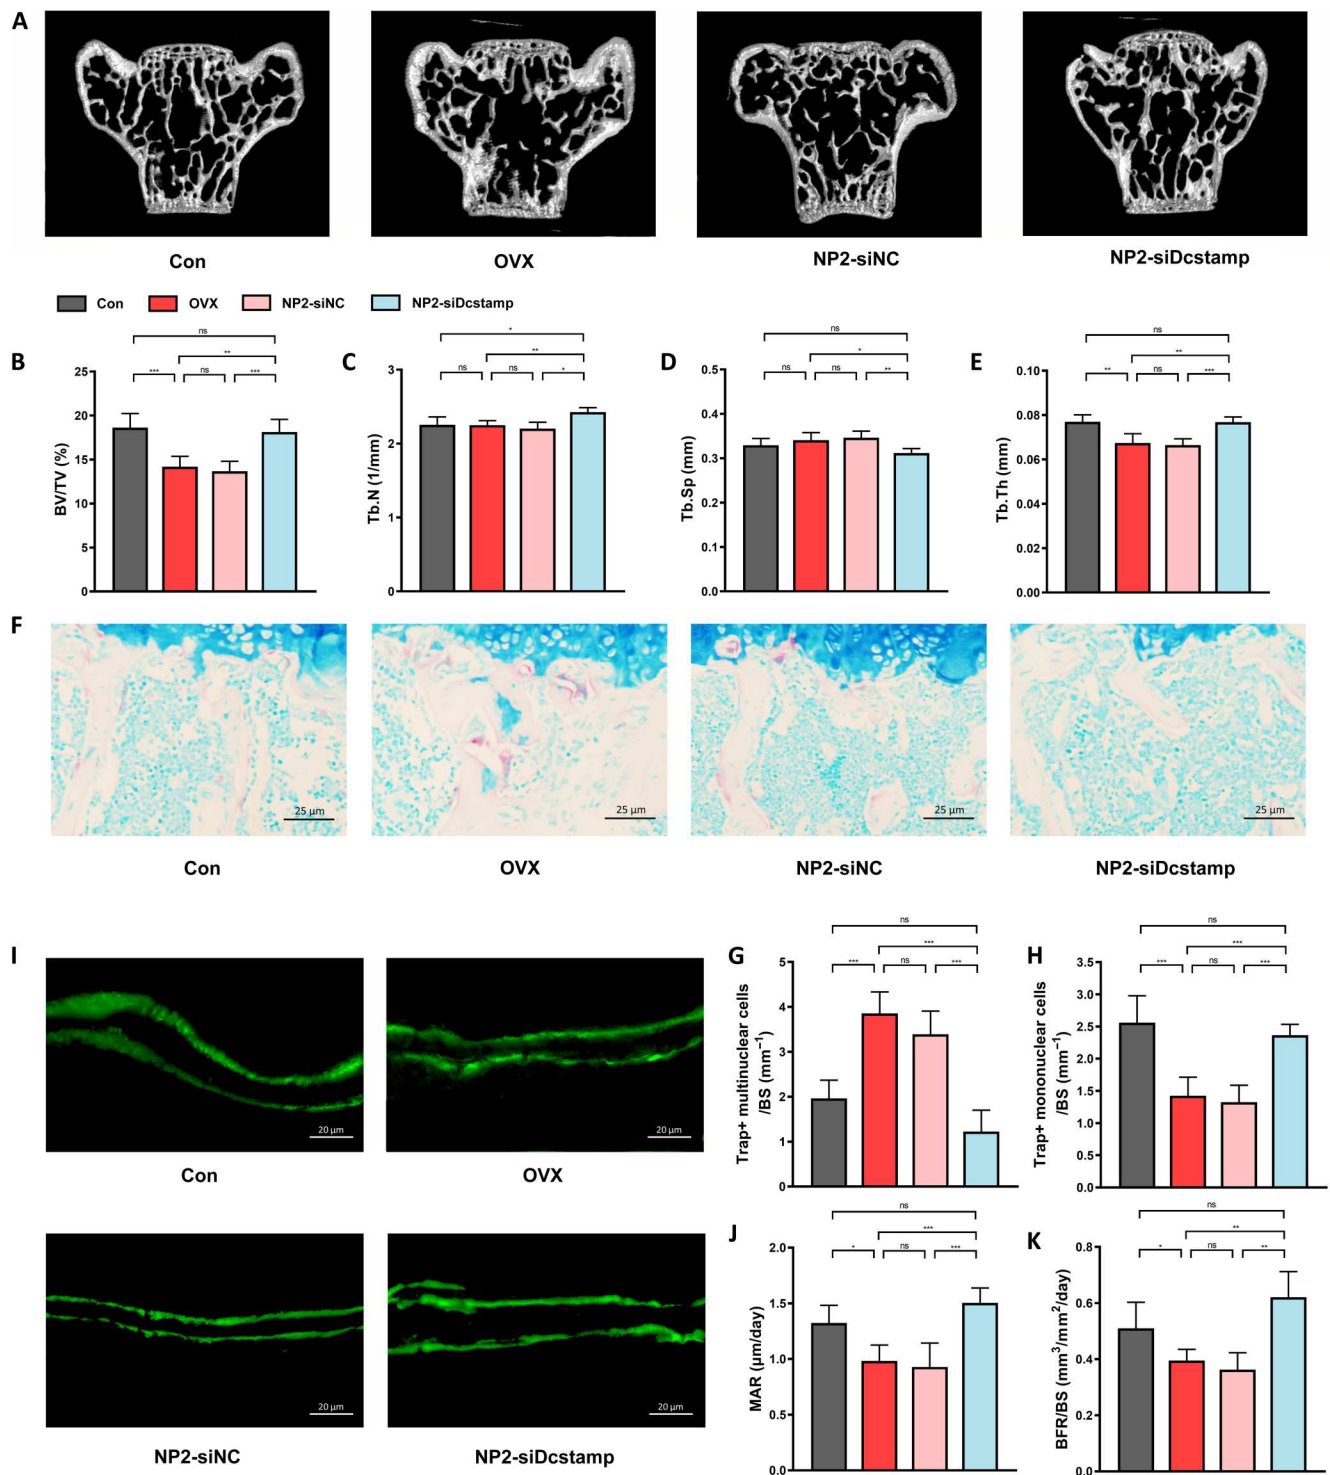 A
Con
OVX
NP2-siNC
NP2-siDcstamp
Con
OVX
NP2-siNC
NP2-siDcstamp
B
BV/TV (%)
25
20
15
10
5
0
***
ns
***
**
ns
C
Tb.N (1/mm)
3
2
1
0
ns
ns
*
**
*
D
Tb.Sp (mm)
0.5
0.4
0.3
0.2
0.1
0.0
ns
ns
**
*
ns
E
Tb.Th (mm)
0.10
0.08
0.06
0.04
0.02
0.00
**
ns
***
**
ns
F
25 µm
25 µm
25 µm
25 µm
Con
OVX
NP2-siNC
NP2-siDcstamp
I
20 µm
20 µm
Con
OVX
20 µm
20 µm
NP2-siNC
NP2-siDcstamp
G
Trap+ multinuclear cells
/BS (mm⁻¹)
5
4
3
2
1
0
***
ns
***
***
ns
H
Trap+ mononuclear cells
/BS (mm⁻¹)
3.5
3.0
2.5
2.0
1.5
1.0
0.5
0.0
***
ns
***
***
ns
J
MAR (µm/day)
2.0
1.5
1.0
0.5
0.0
*
ns
***
***
ns
K
BFR/BS (mm³/mm²/day)
0.8
0.6
0.4
0.2
0.0
*
ns
**
**
ns